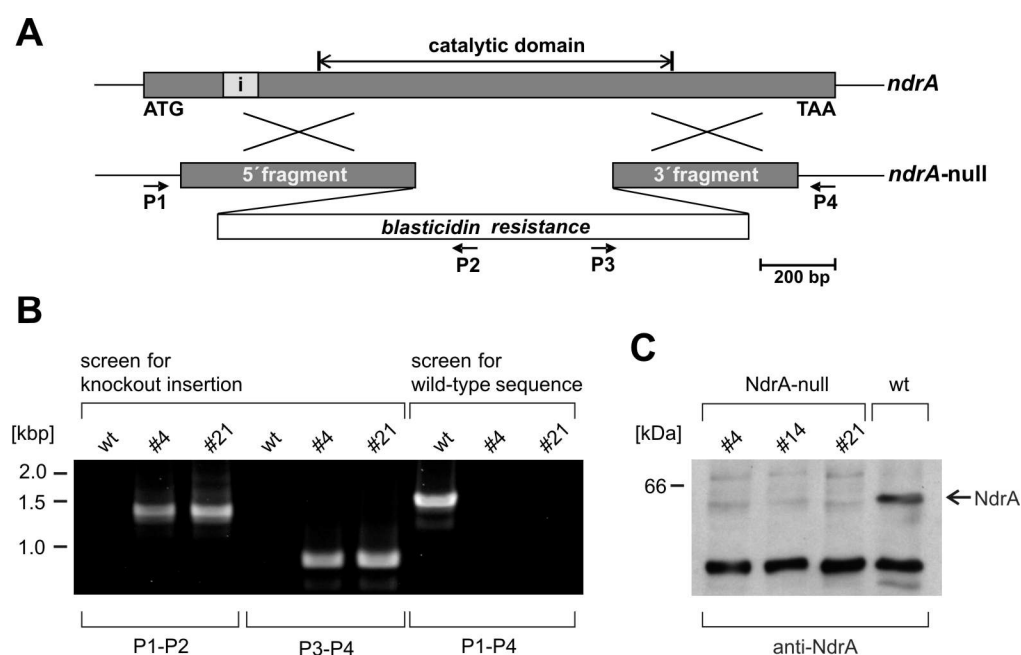 A
catalytic domain
i
ndrA
ATG
TAA
5´fragment
3´fragment
ndrA-null
P1
P4
blasticidin resistance
P2
P3
200 bp
B
screen for
knockout insertion
screen for
wild-type sequence
[kbp]
wt
#4
#21
wt
#4
#21
wt
#4
#21
2.0
1.5
1.0
P1-P2
P3-P4
P1-P4
C
NdrA-null
wt
[kDa]
#4
#14
#21
66
NdrA
anti-NdrA